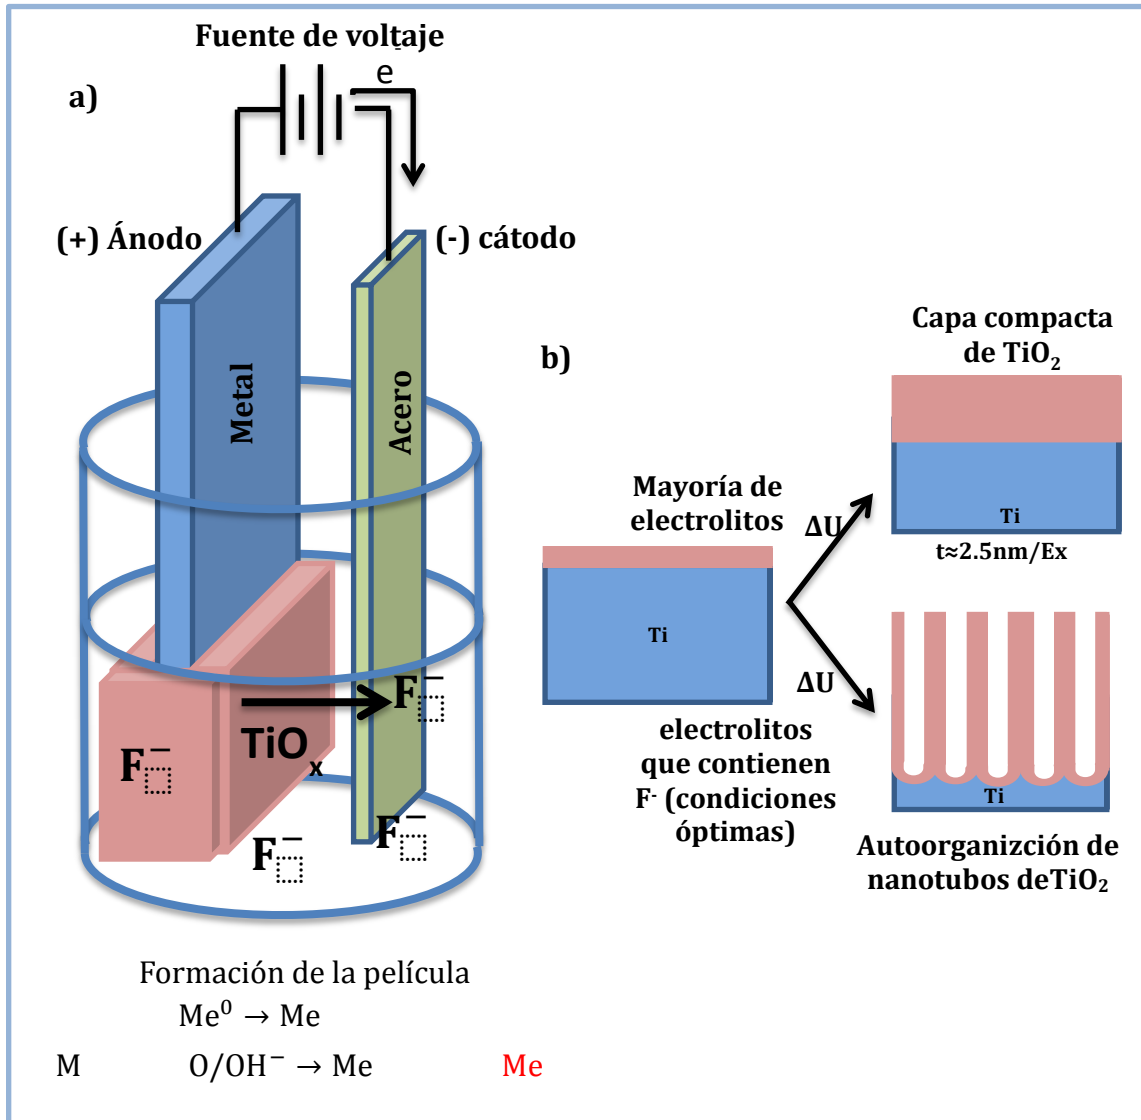 Fuente de voltaje
e⁻
a)
(+) Ánodo
(-) cátodo
Metal
Acero
F⁻
TiOₓ
F⁻
F⁻
F⁻
Formación de la película
Me⁰ → Me
M O/OH⁻ → Me Me
b)
Capa compacta
de TiO₂
Ti
t≈2.5nm/Ex
Mayoría de
electrolitos
ΔU
Ti
ΔU
electrolitos
que contienen
F⁻ (condiciones
óptimas)
Ti
Autoorganizción de
nanotubos deTiO₂